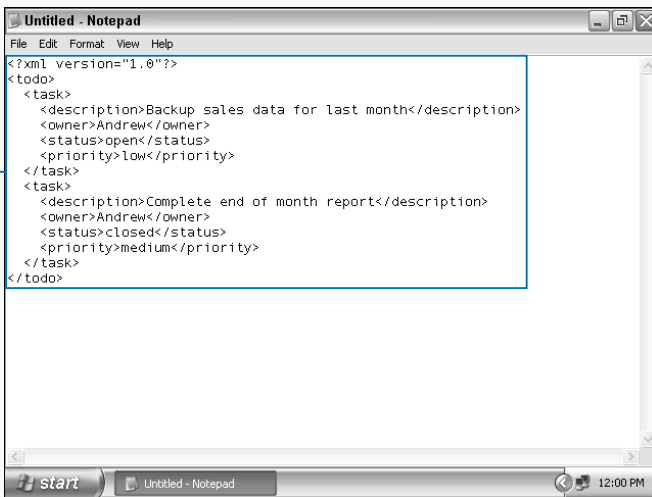 Untitled - Notepad
File Edit Format View Help
<?xml version="1.0"?>
<todo>
  <task>
    <description>Backup sales data for last month</description>
    <owner>Andrew</owner>
    <status>open</status>
    <priority>low</priority>
  </task>
  <task>
    <description>Complete end of month report</description>
    <owner>Andrew</owner>
    <status>closed</status>
    <priority>medium</priority>
  </task>
</todo>
start Untitled - Notepad 12:00 PM